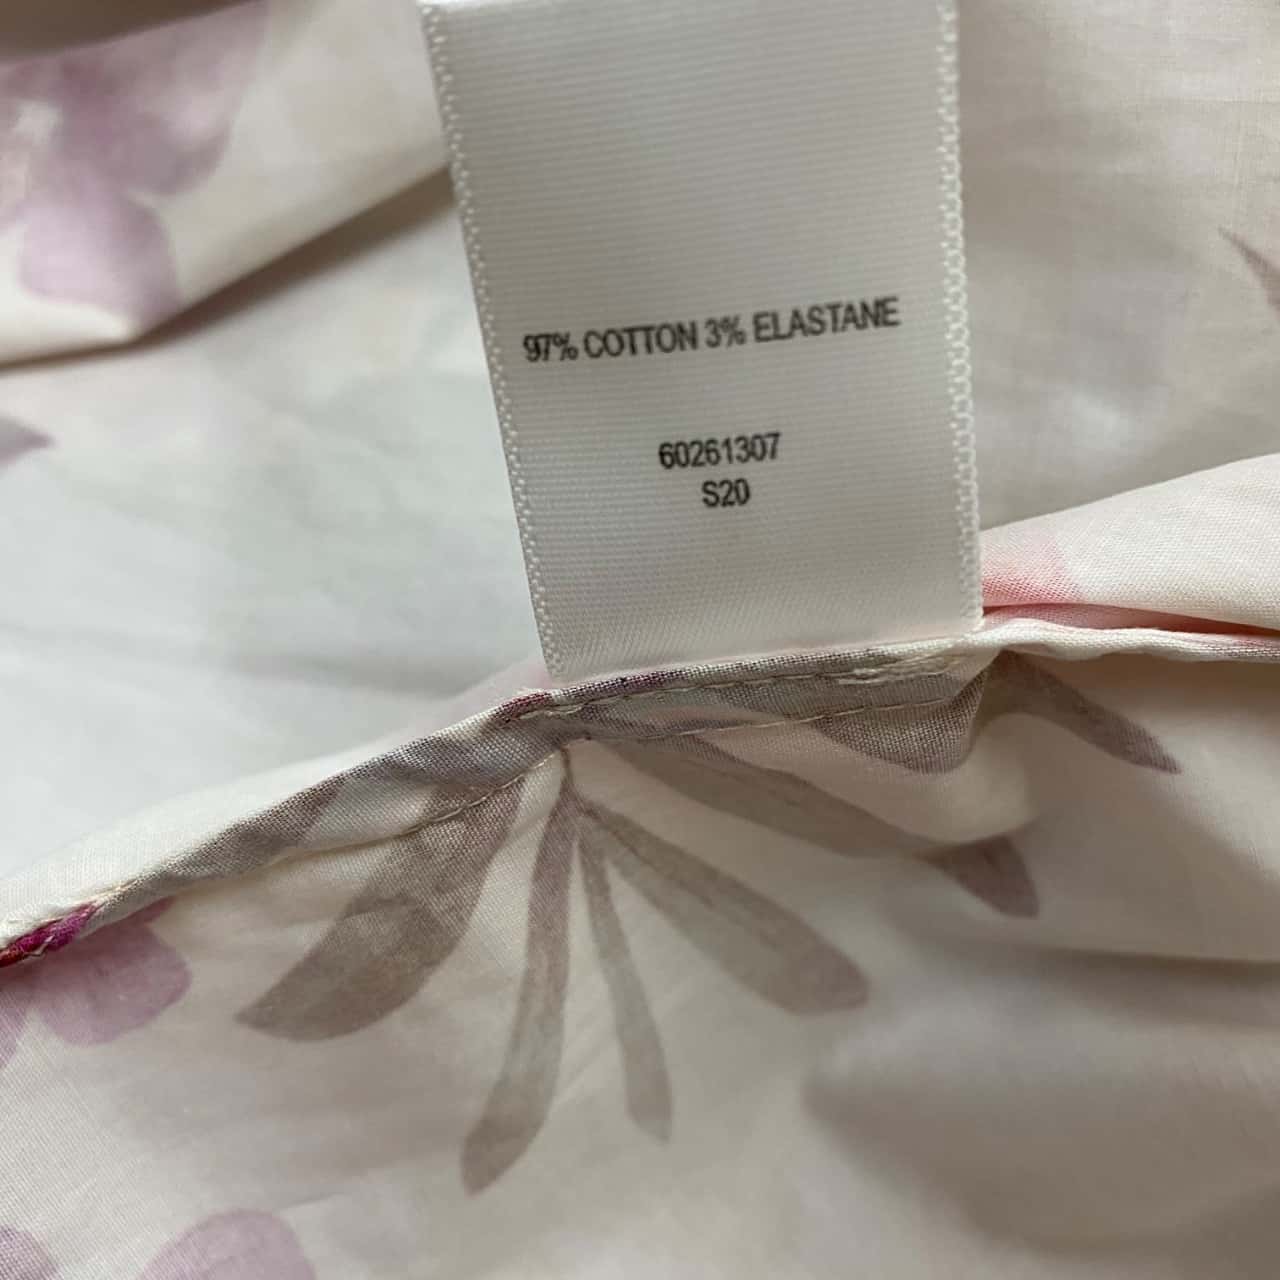 97% COTTON 3% ELASTANE
60261307
S20